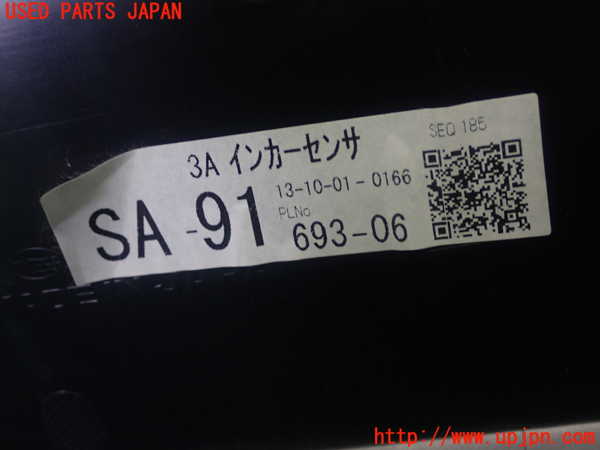 USED PARTS JAPAN
3A インカーセンサ
SEQ 185
SA-91
13-10-01-0166
PLNo
693-06
http://www.upjpn.com/